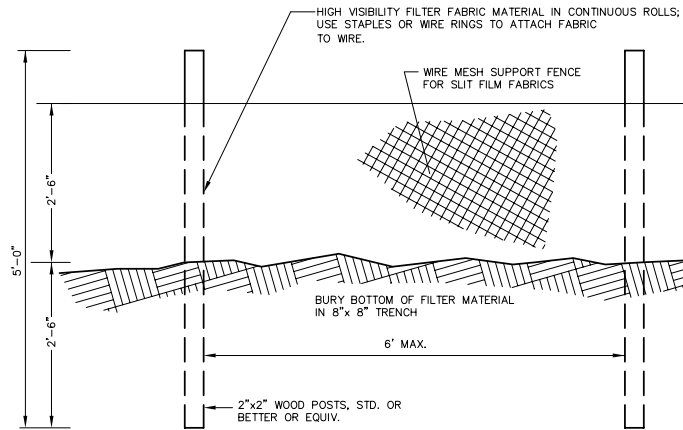 HIGH VISIBILITY FILTER FABRIC MATERIAL IN CONTINUOUS ROLLS;
USE STAPLES OR WIRE RINGS TO ATTACH FABRIC
TO WIRE.
WIRE MESH SUPPORT FENCE
FOR SLIT FILM FABRICS
2'-6"
5'-0"
2'-6"
BURY BOTTOM OF FILTER MATERIAL
IN 8"x 8" TRENCH
6' MAX.
2"x2" WOOD POSTS, STD. OR
BETTER OR EQUIV.